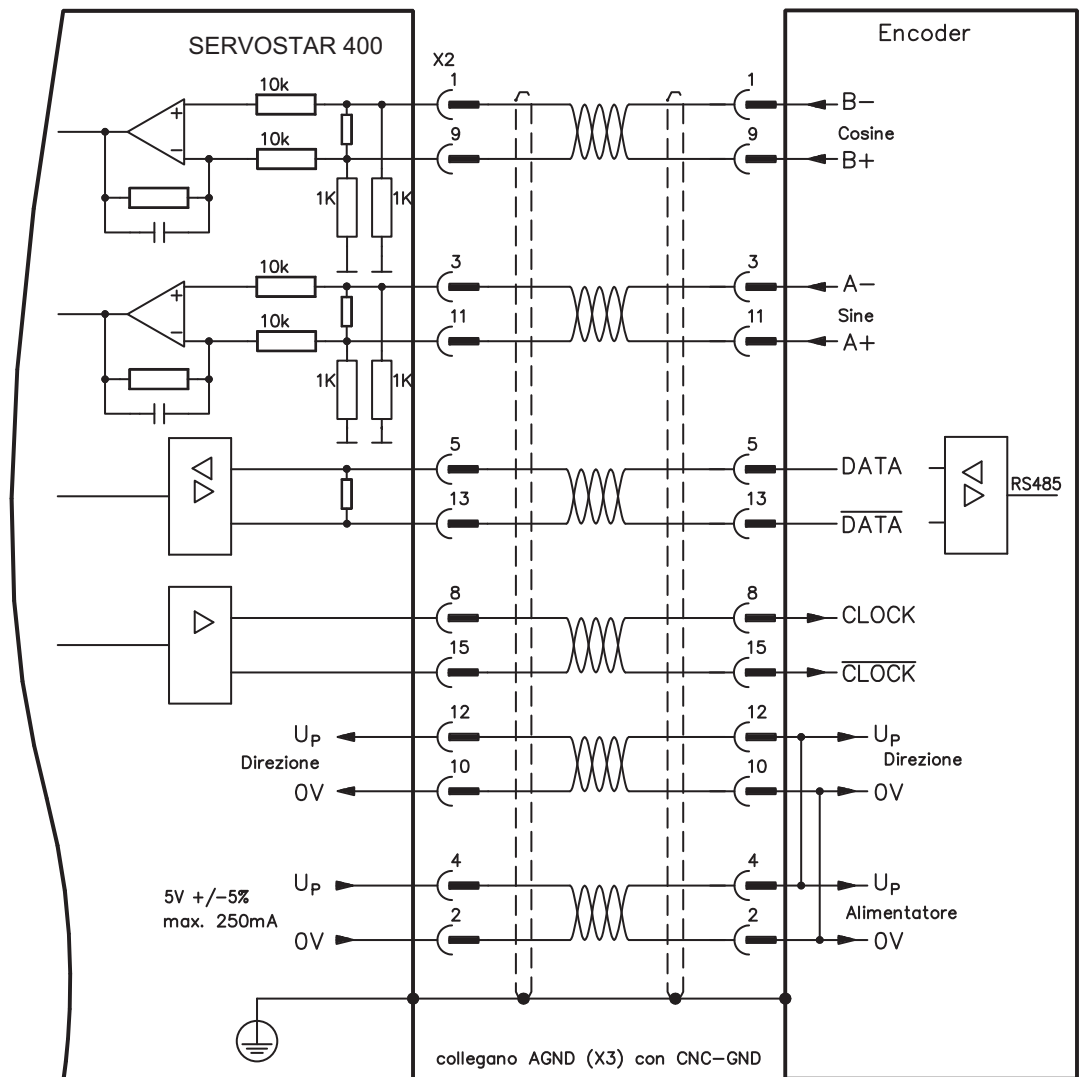 SERVOSTAR 400
Encoder
X2
10k
1
1
B-
+
Cosine
10k
9
9
B+
-
1K
1K
10k
3
3
A-
+
Sine
10k
11
11
A+
-
1K
1K
5
5
DATA
RS485
13
13
DATA
8
8
CLOCK
15
15
CLOCK
UP
12
12
UP
Direzione
Direzione
0V
10
10
0V
5V +/-5%
max. 250mA
UP
4
4
UP
Alimentatore
0V
2
2
0V
collegano AGND (X3) con CNC-GND